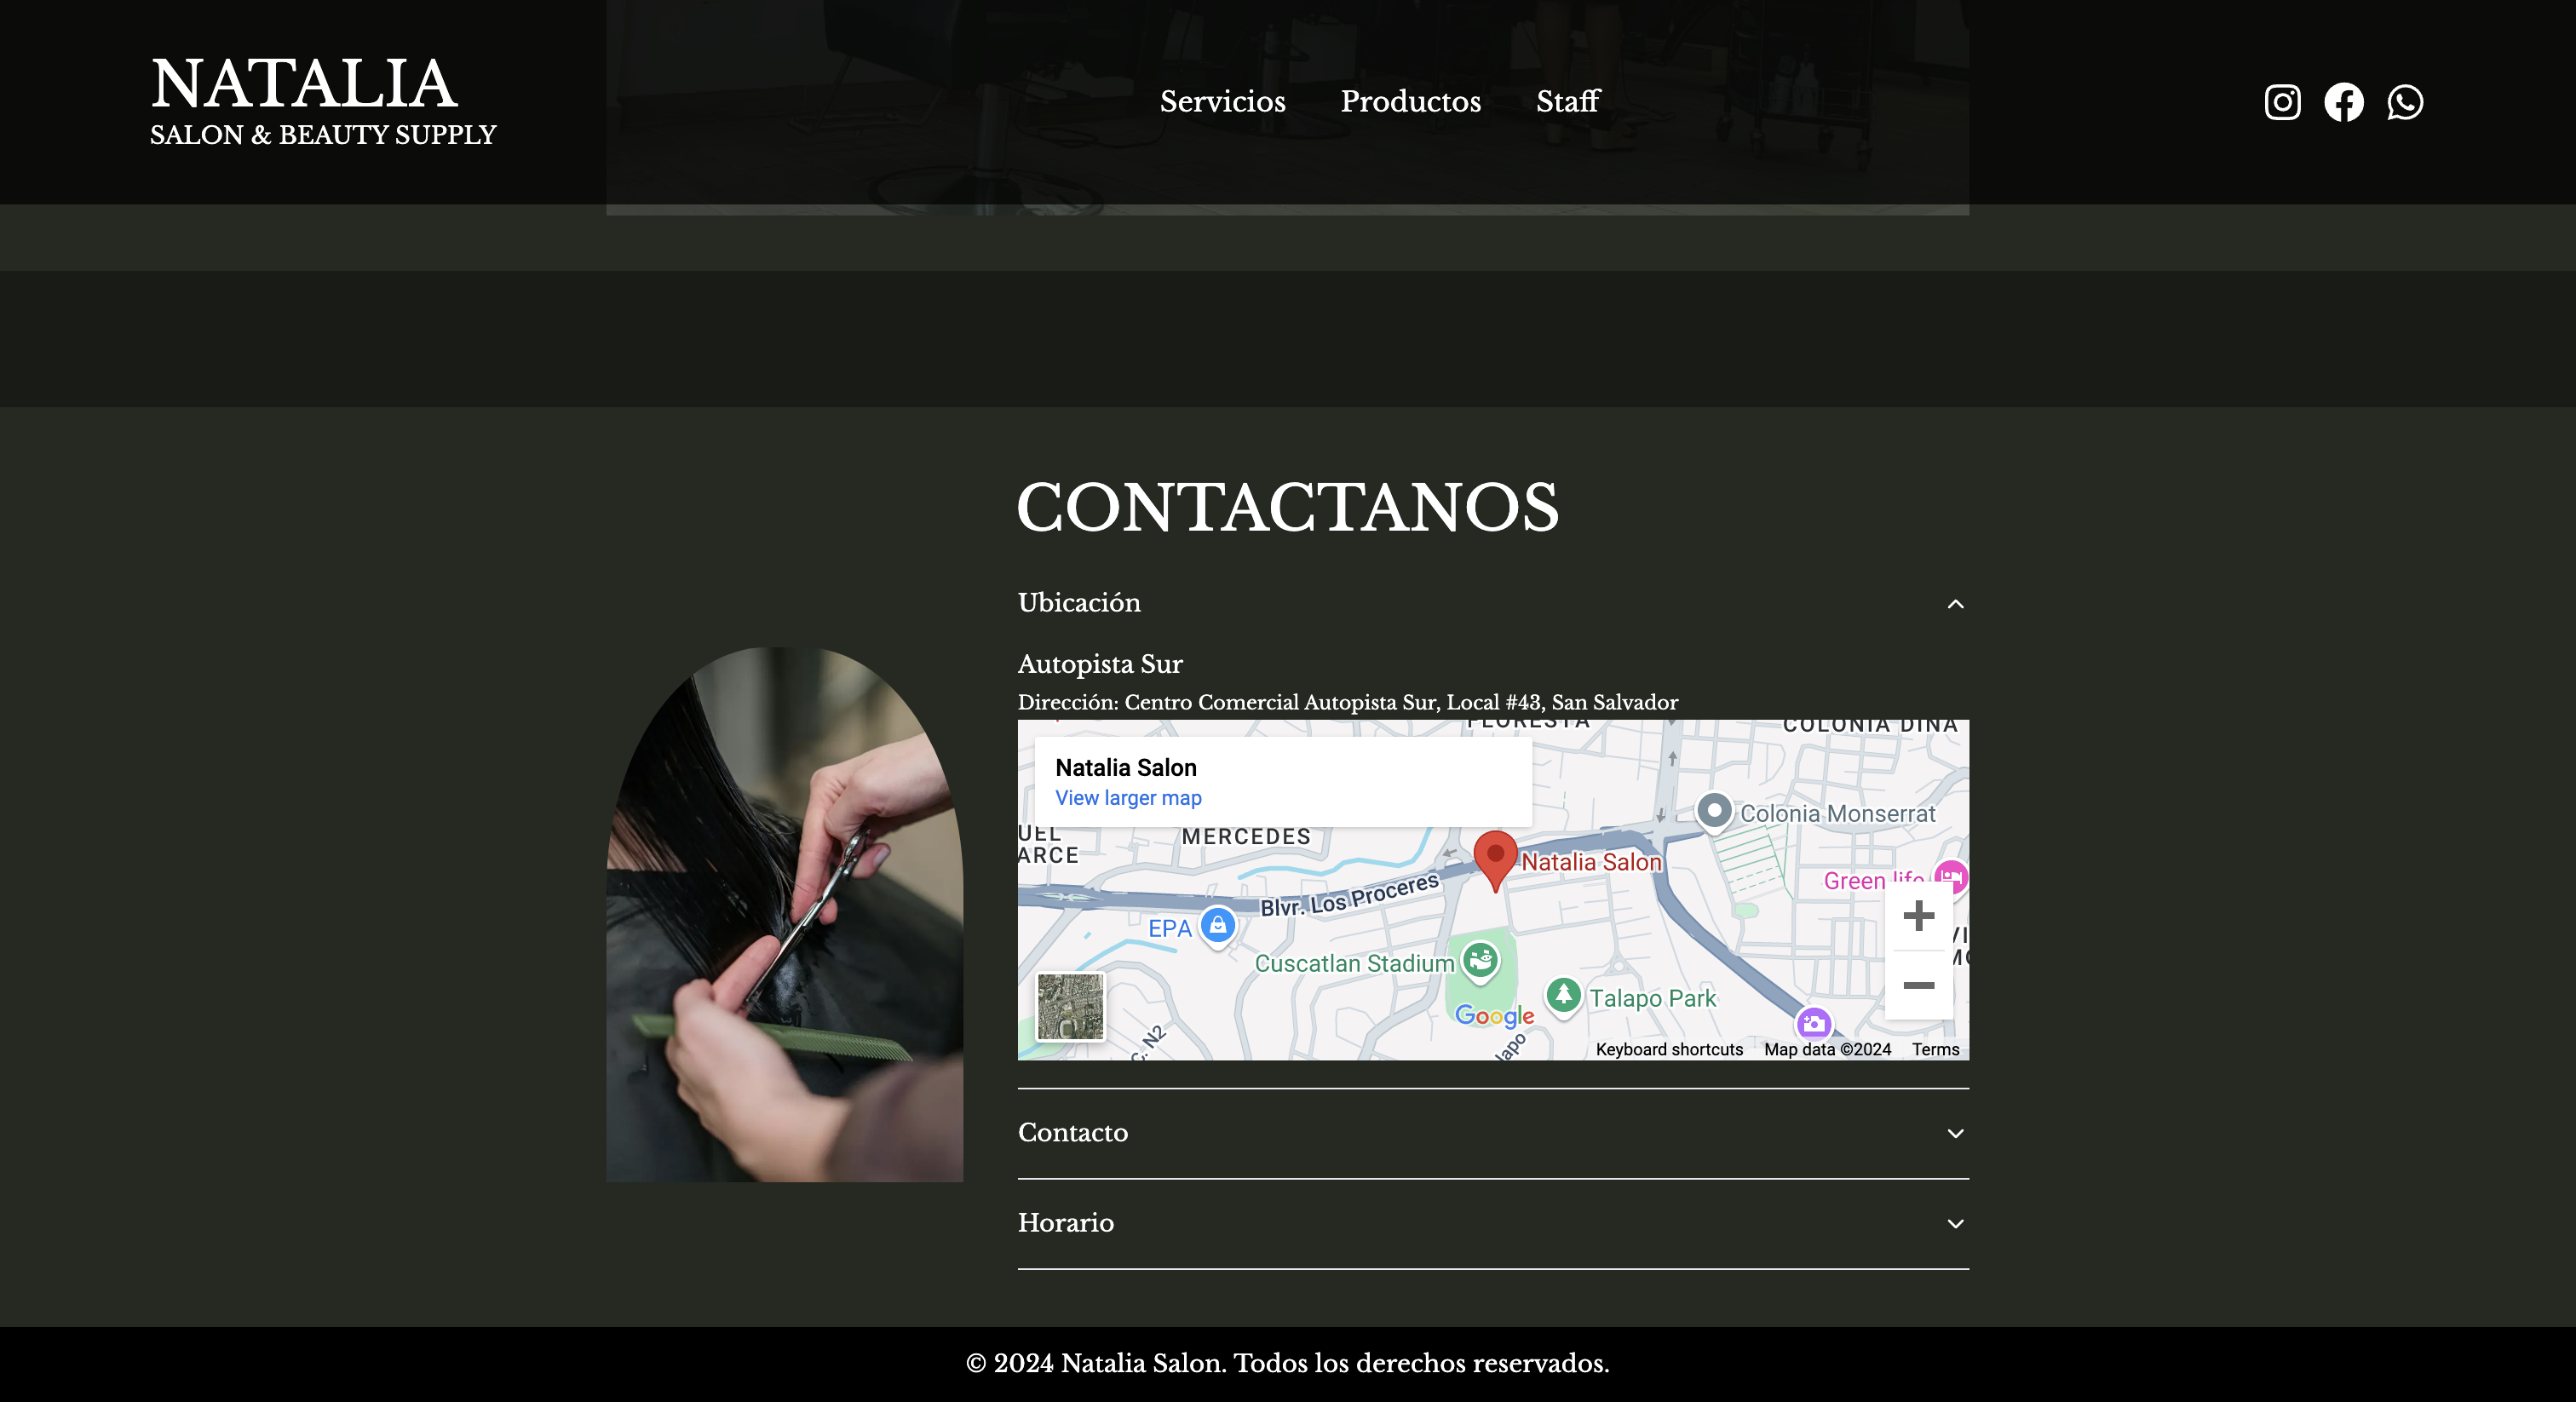 NATALIA
SALON & BEAUTY SUPPLY
Servicios Productos Staff
CONTACTANOS
Ubicación
Autopista Sur
Dirección: Centro Comercial Autopista Sur, Local #43, San Salvador
FLORESTA
COLONIA DINA
Natalia Salon
View larger map
Colonia Monserrat
UEL
ARCE
MERCEDES
Natalia Salon
Green life
Blvr. Los Proceres
EPA
Cuscatlan Stadium
Talapo Park
Google
C. N2
lapo
Keyboard shortcuts Map data ©2024 Terms
Contacto
Horario
© 2024 Natalia Salon. Todos los derechos reservados.